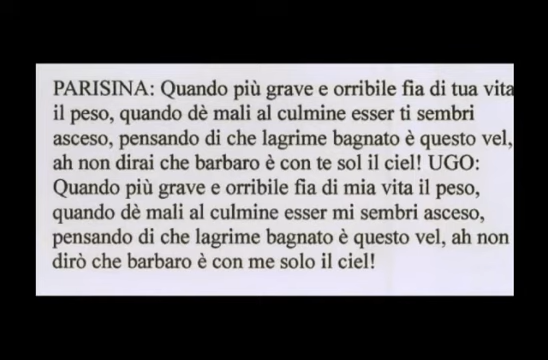 PARISINA: Quando più grave e orribile fia di tua vita
il peso, quando dè mali al culmine esser ti sembri
asceso, pensando di che lagrime bagnato è questo vel,
ah non dirai che barbaro è con te sol il ciel! UGO:
Quando più grave e orribile fia di mia vita il peso,
quando dè mali al culmine esser mi sembri asceso,
pensando di che lagrime bagnato è questo vel, ah non
dirò che barbaro è con me solo il ciel!